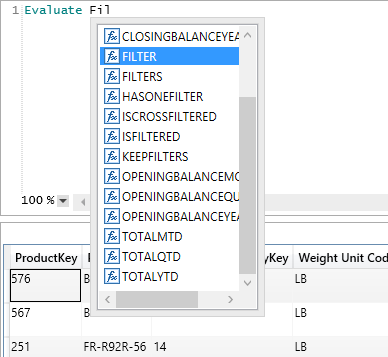 1 Evaluate Fil
CLOSINGBALANCEYEA
FILTER
FILTERS
HASONEFILTER
ISCROSSFILTERED
ISFILTERED
KEEPFILTERS
OPENINGBALANCEMO
OPENINGBALANCEQU
OPENINGBALANCEYEA
TOTALMTD
TOTALQTD
TOTALYTD
100 %
ProductKey P yKey Weight Unit Cod
576 B LB
567 B LB
251 FR-R92R-56 14 LB